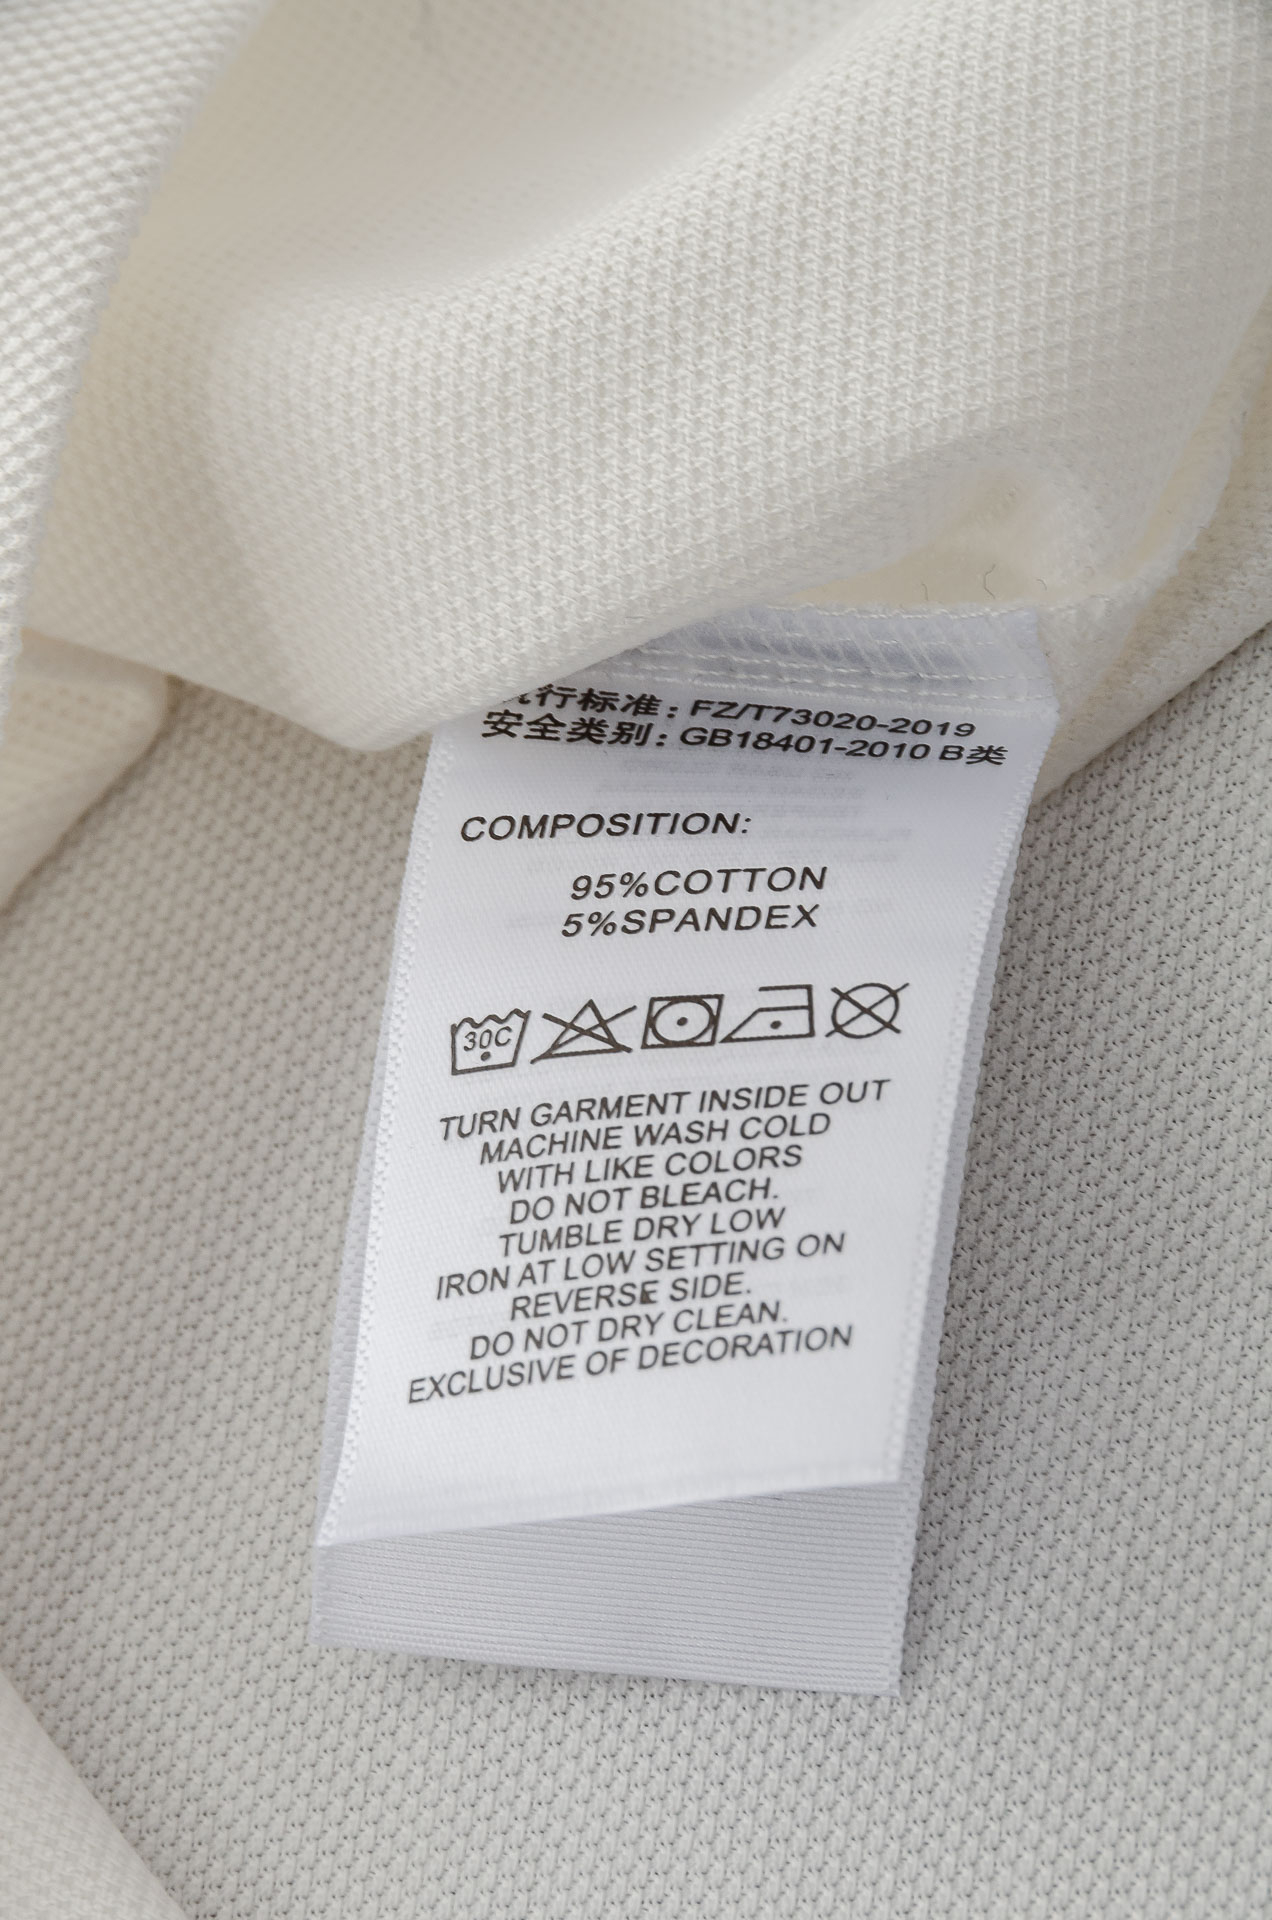 执行标准：FZ/T73020-2019
安全类别：GB18401-2010 B类
COMPOSITION:
95%COTTON
5%SPANDEX
30C
TURN GARMENT INSIDE OUT
MACHINE WASH COLD
WITH LIKE COLORS
DO NOT BLEACH.
TUMBLE DRY LOW
IRON AT LOW SETTING ON
REVERSE SIDE.
DO NOT DRY CLEAN.
EXCLUSIVE OF DECORATION